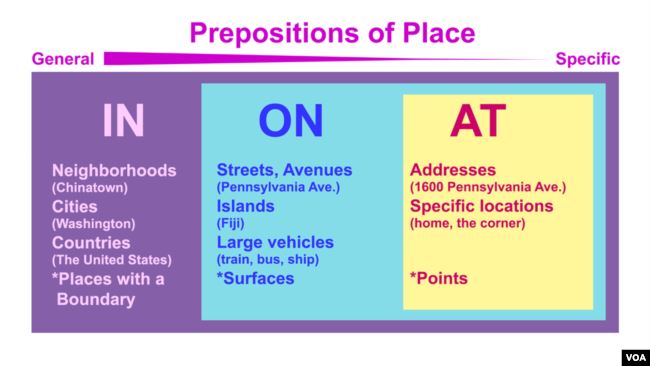 Prepositions of Place
General
Specific
IN
Neighborhoods
(Chinatown)
Cities
(Washington)
Countries
(The United States)
*Places with a
Boundary
ON
Streets, Avenues
(Pennsylvania Ave.)
Islands
(Fiji)
Large vehicles
(train, bus, ship)
*Surfaces
AT
Addresses
(1600 Pennsylvania Ave.)
Specific locations
(home, the corner)
*Points
VOA